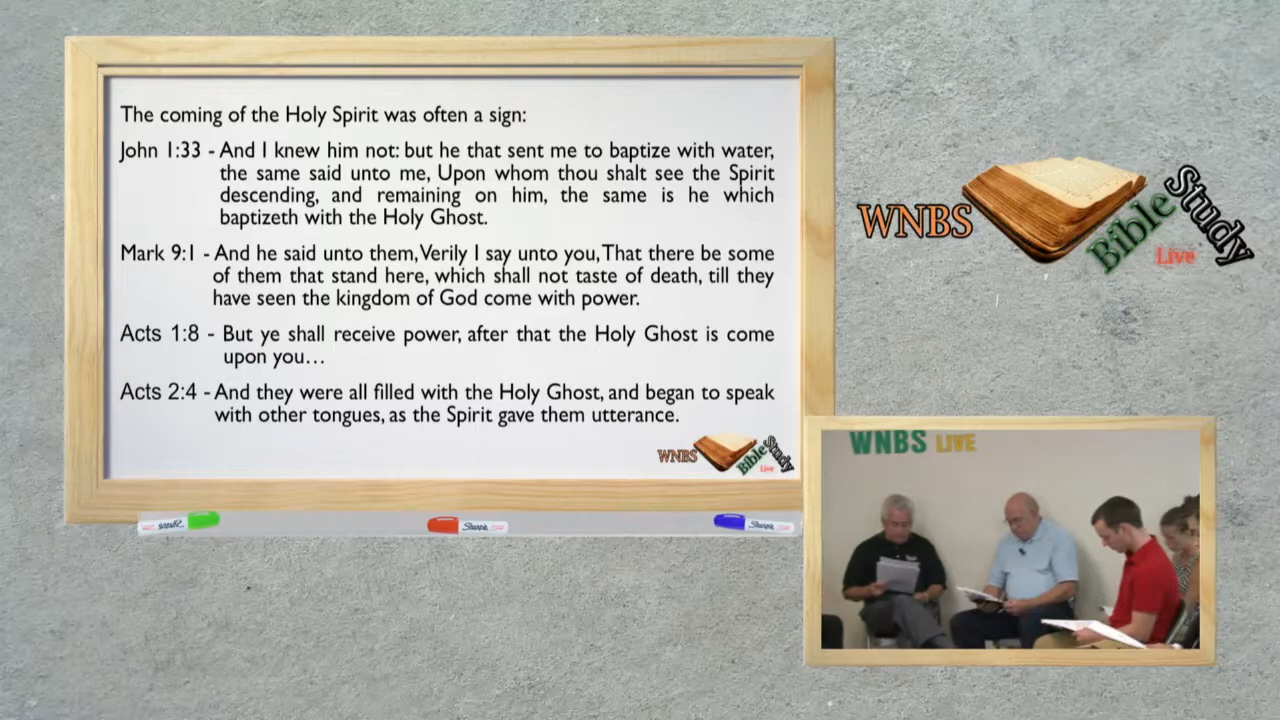 The coming of the Holy Spirit was often a sign:
John 1:33 - And I knew him not: but he that sent me to baptize with water,
the same said unto me, Upon whom thou shalt see the Spirit
descending, and remaining on him, the same is he which
baptizeth with the Holy Ghost.
Mark 9:1 - And he said unto them, Verily I say unto you, That there be some
of them that stand here, which shall not taste of death, till they
have seen the kingdom of God come with power.
Acts 1:8 - But ye shall receive power, after that the Holy Ghost is come
upon you…
Acts 2:4 - And they were all filled with the Holy Ghost, and began to speak
with other tongues, as the Spirit gave them utterance.
WNBS Bible Study
Live
Sharpie
Sharpie
Sharpie
WNBS Bible Study
Live
WNBS LIVE